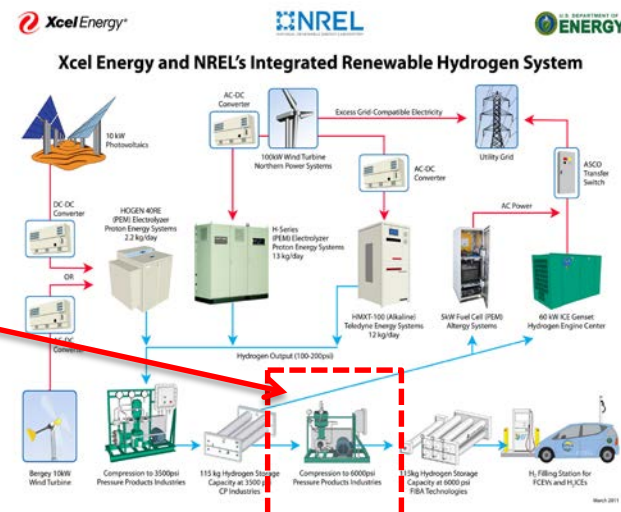 Xcel Energy®
NREL
NATIONAL RENEWABLE ENERGY LABORATORY
U.S. DEPARTMENT OF
ENERGY
Xcel Energy and NREL's Integrated Renewable Hydrogen System
10 kW
Photovoltaics
AC-DC
Converter
100kW Wind Turbine
Northern Power Systems
Excess Grid-Compatible Electricity
Utility Grid
AC-DC
Converter
ASCO
Transfer
Switch
DC-DC
Converter
OR
HOGEN 40RE
(PEM) Electrolyzer
Proton Energy Systems
2.2 kg/day
H-Series
(PEM) Electrolyzer
Proton Energy Systems
13 kg/day
AC Power
HMXT-100 (Alkaline)
Teledyne Energy Systems
12 kg/day
5kW Fuel Cell (PEM)
Altergy Systems
60 kW ICE Genset
Hydrogen Engine Center
Converter
Hydrogen Output (100-200psi)
Bergey 10kW
Wind Turbine
Compression to 3500psi
Pressure Products Industries
115 kg Hydrogen Storage
Capacity at 3500 psi
CP Industries
Compression to 6000psi
Pressure Products Industries
Hydrogen Storage
Capacity at 6000 psi
FIBA Technologies
H₂ Filling Station for
FCEVs and H₂ICEs
March 2011